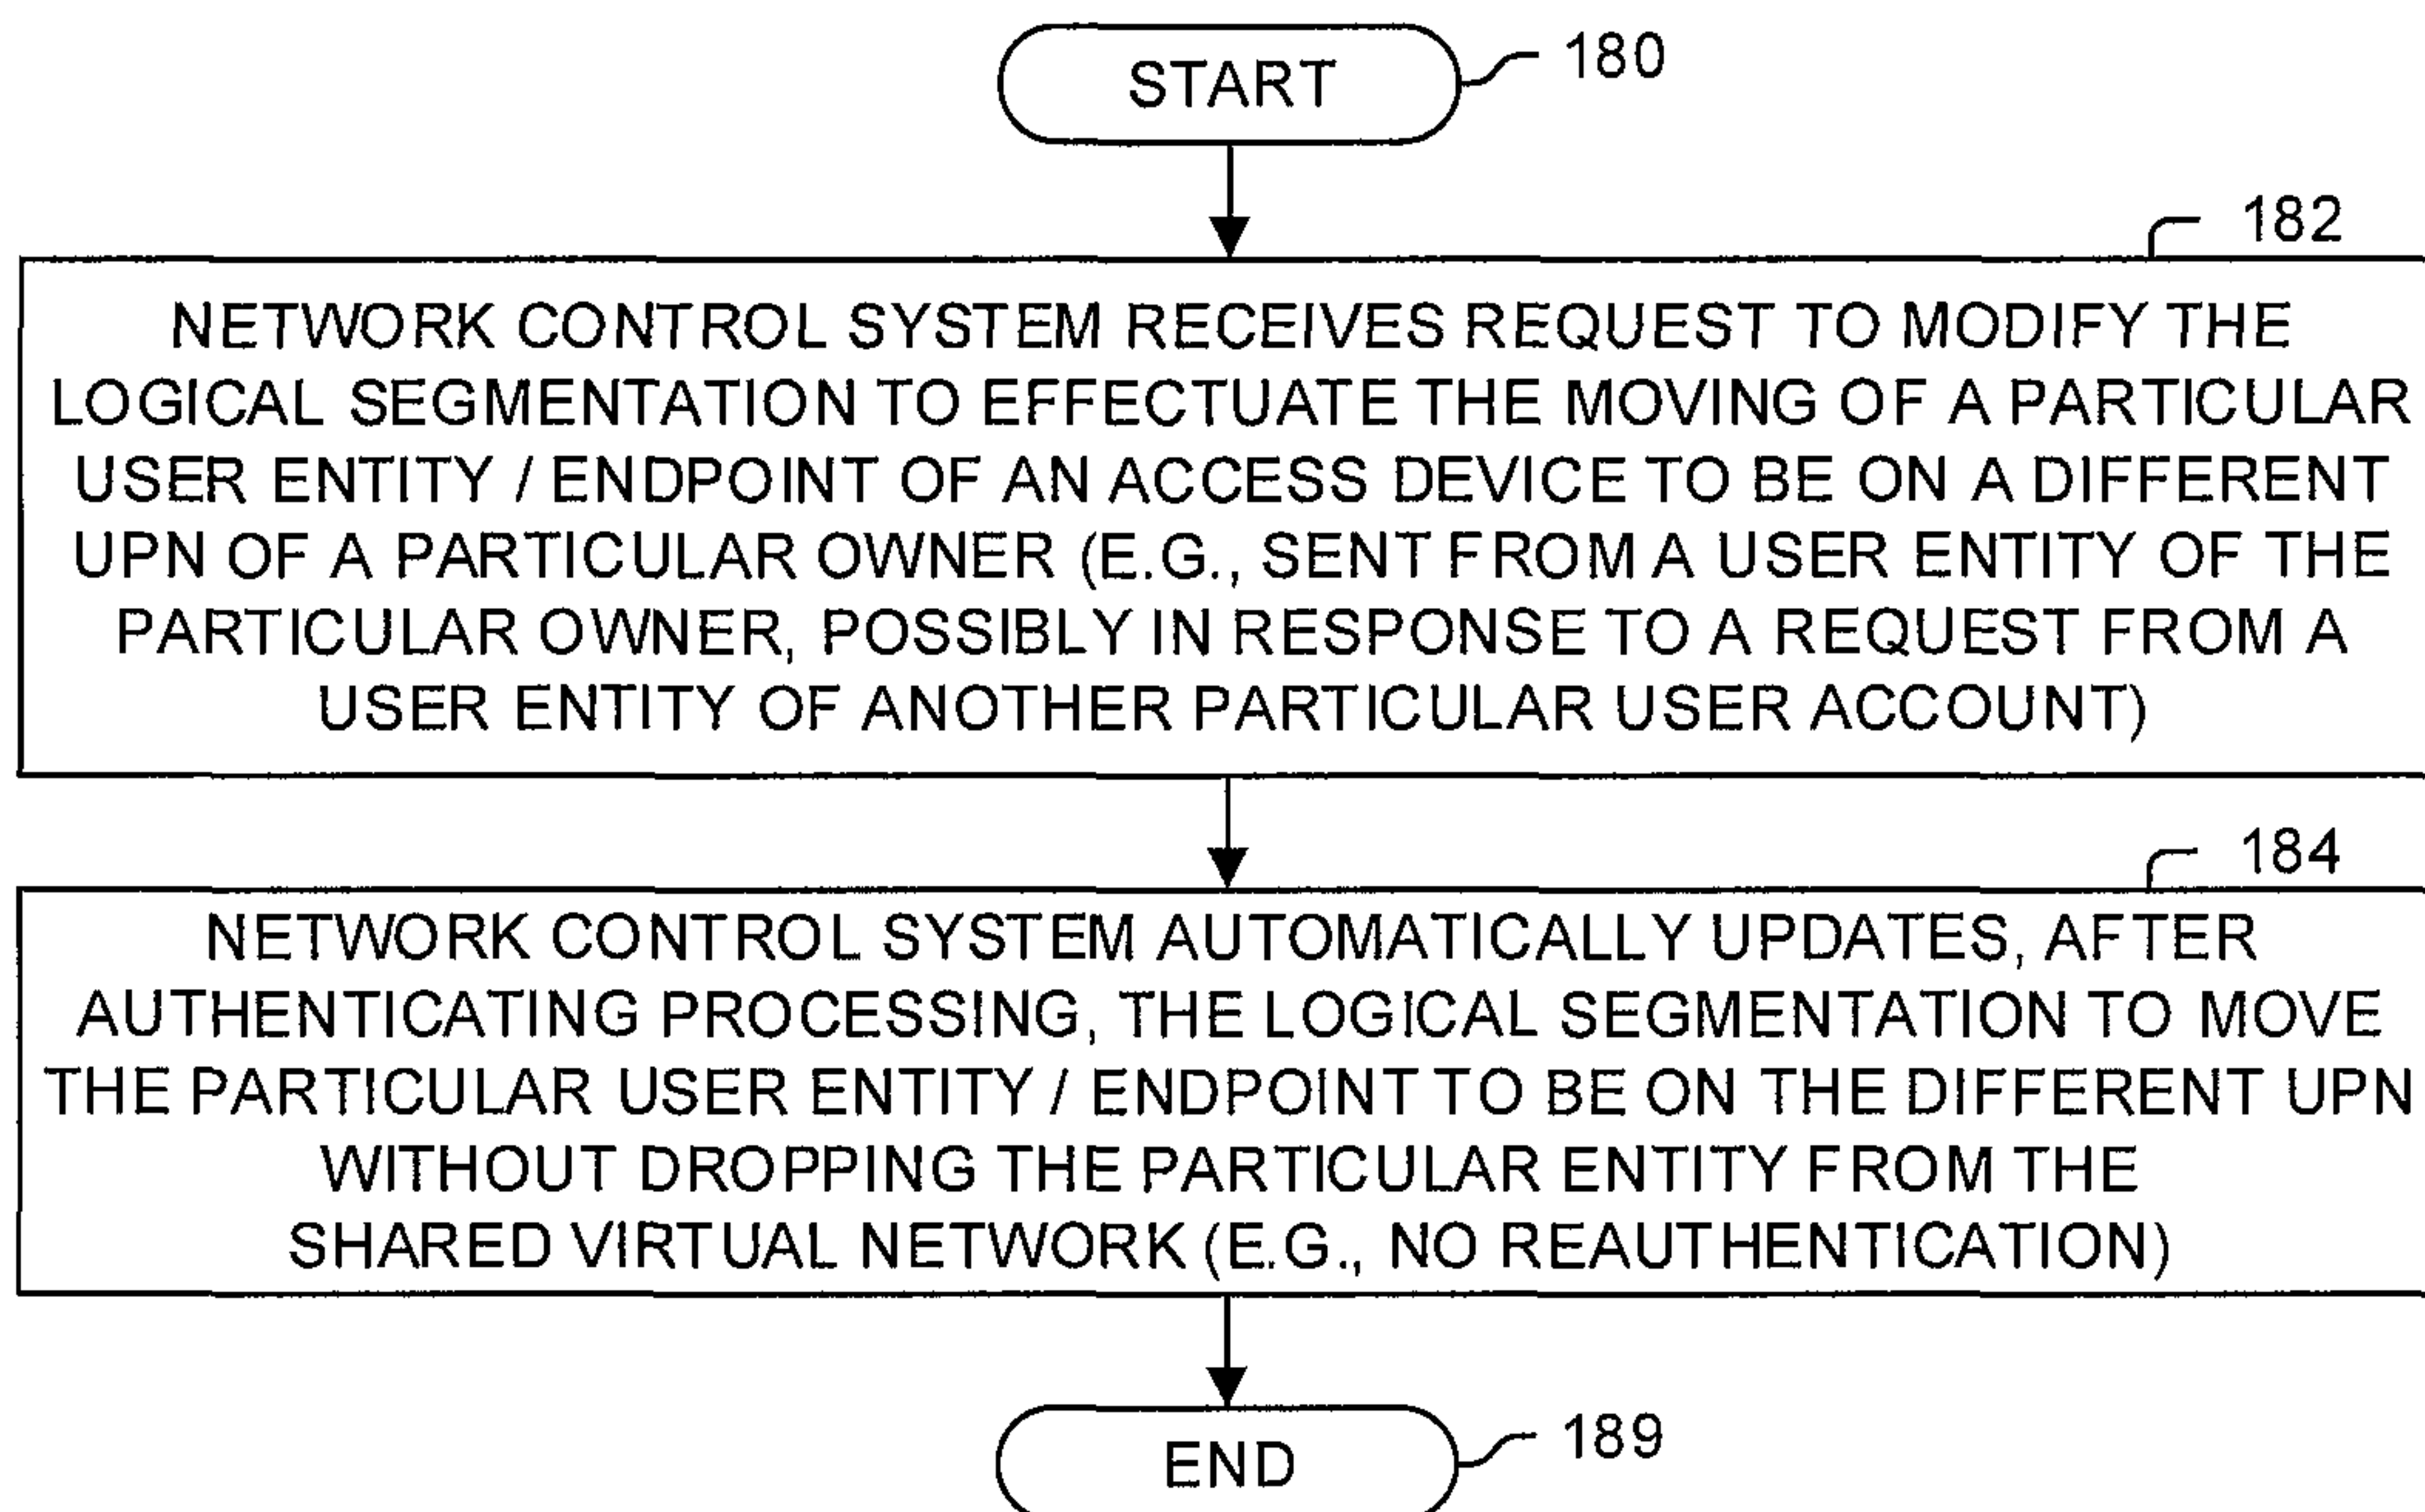 START
180
182
NETWORK CONTROL SYSTEM RECEIVES REQUEST TO MODIFY THE
LOGICAL SEGMENTATION TO EFFECTUATE THE MOVING OF A PARTICULAR
USER ENTITY / ENDPOINT OF AN ACCESS DEVICE TO BE ON A DIFFERENT
UPN OF A PARTICULAR OWNER (E.G., SENT FROM A USER ENTITY OF THE
PARTICULAR OWNER, POSSIBLY IN RESPONSE TO A REQUEST FROM A
USER ENTITY OF ANOTHER PARTICULAR USER ACCOUNT)
184
NETWORK CONTROL SYSTEM AUTOMATICALLY UPDATES, AFTER
AUTHENTICATING PROCESSING, THE LOGICAL SEGMENTATION TO MOVE
THE PARTICULAR USER ENTITY / ENDPOINT TO BE ON THE DIFFERENT UPN
WITHOUT DROPPING THE PARTICULAR ENTITY FROM THE
SHARED VIRTUAL NETWORK (E.G., NO REAUTHENTICATION)
END
189